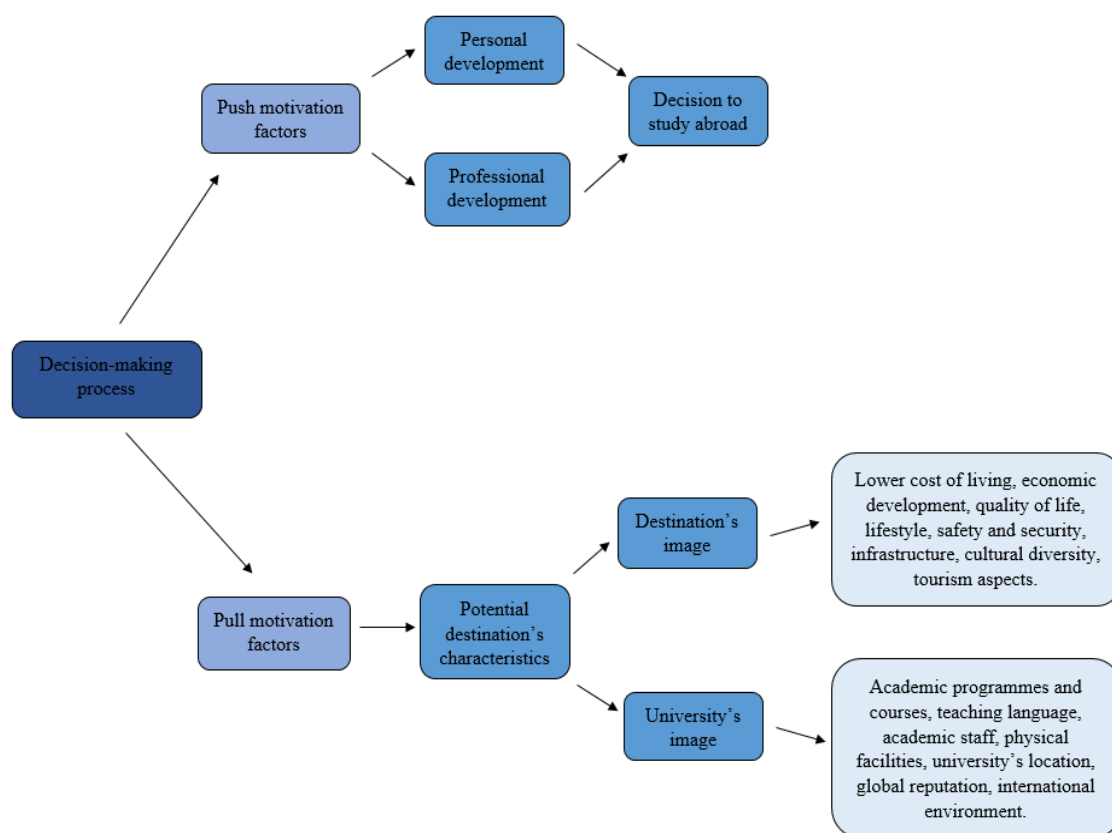 Personal
development
Push motivation
factors
Decision to
study abroad
Professional
development
Decision-making
process
Lower cost of living, economic
development, quality of life,
lifestyle, safety and security,
infrastructure, cultural diversity,
tourism aspects.
Destination's
image
Pull motivation
factors
Potential
destination's
characteristics
University's
image
Academic programmes and
courses, teaching language,
academic staff, physical
facilities, university's location,
global reputation, international
environment.